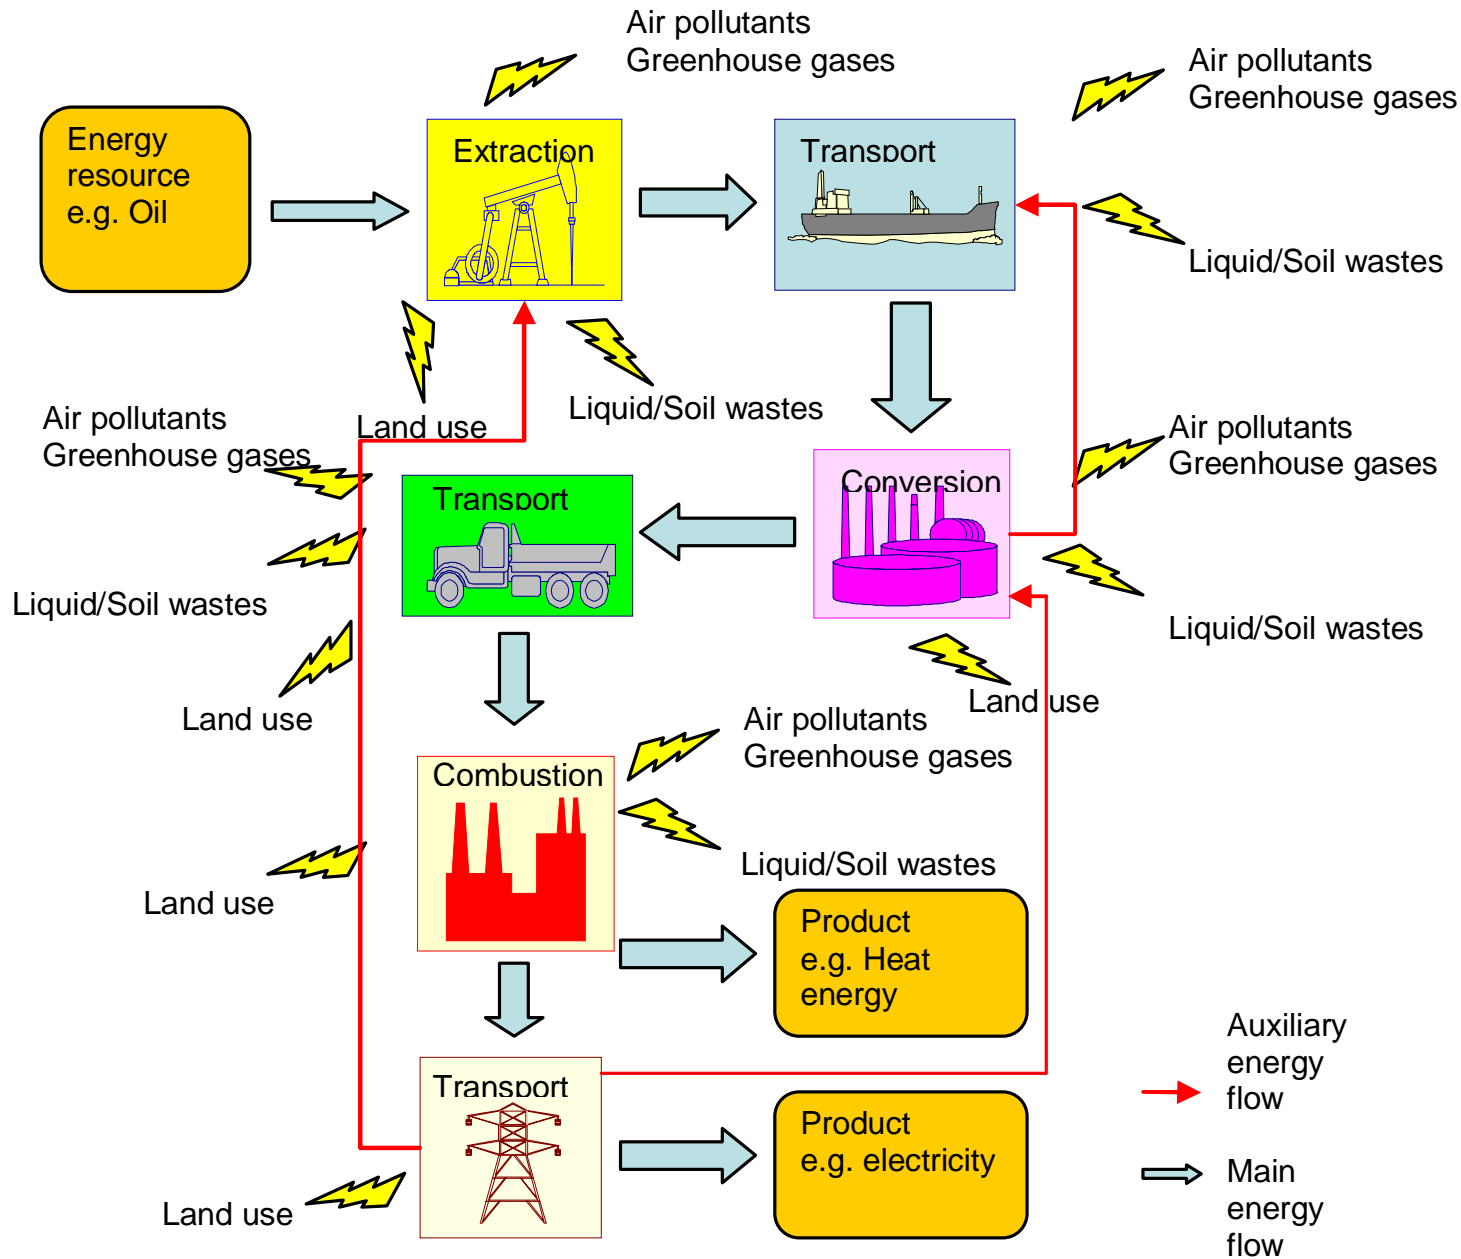 Air pollutants
Greenhouse gases
Air pollutants
Greenhouse gases
Energy
resource
e.g. Oil
Extraction
Transport
Liquid/Soil wastes
Land use
Liquid/Soil wastes
Air pollutants
Greenhouse gases
Air pollutants
Greenhouse gases
Transport
Conversion
Liquid/Soil wastes
Liquid/Soil wastes
Land use
Land use
Air pollutants
Greenhouse gases
Combustion
Liquid/Soil wastes
Land use
Product
e.g. Heat
energy
Transport
Product
e.g. electricity
Land use
Auxiliary
energy
flow
Main
energy
flow